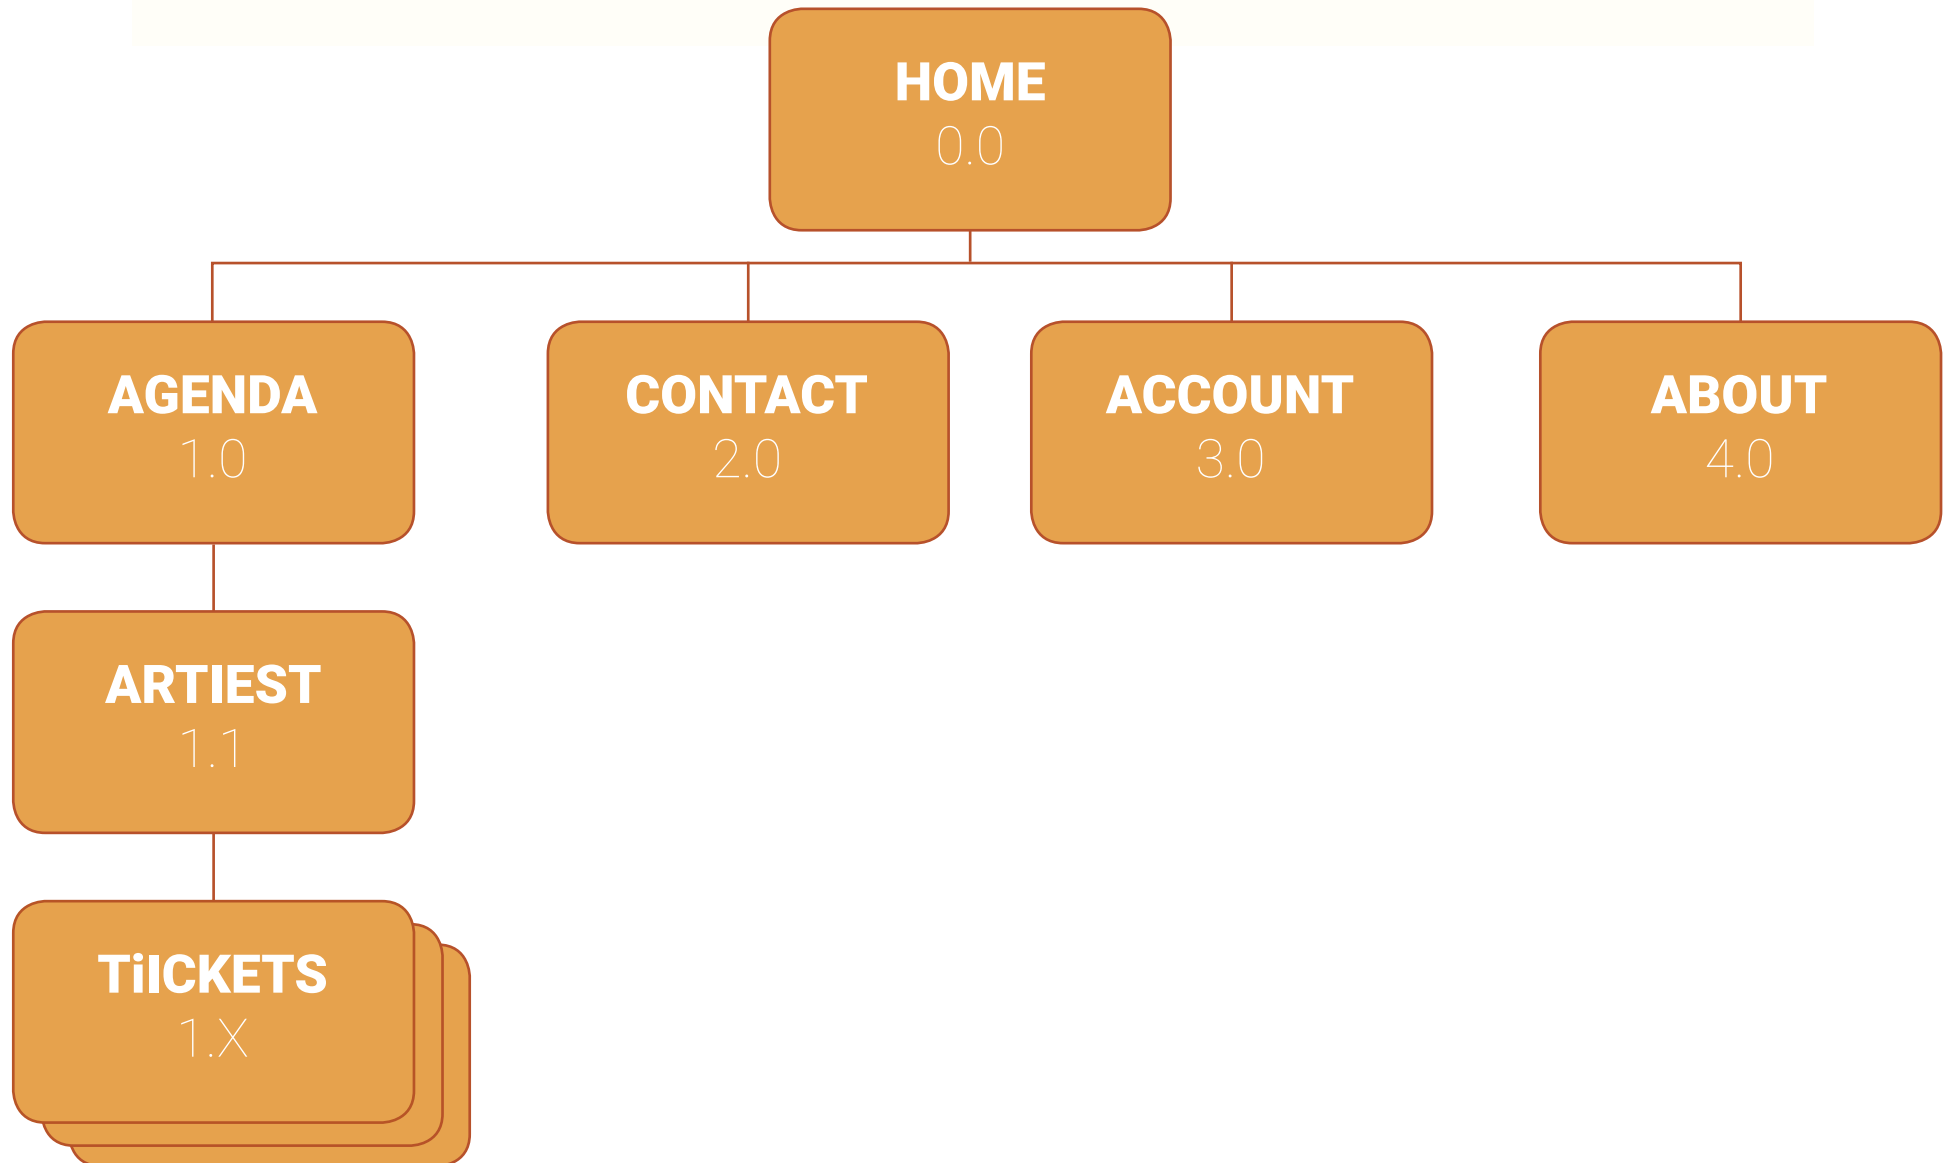 HOME
0.0
AGENDA
1.0
CONTACT
2.0
ACCOUNT
3.0
ABOUT
4.0
ARTIEST
1.1
TiICKETS
1.X